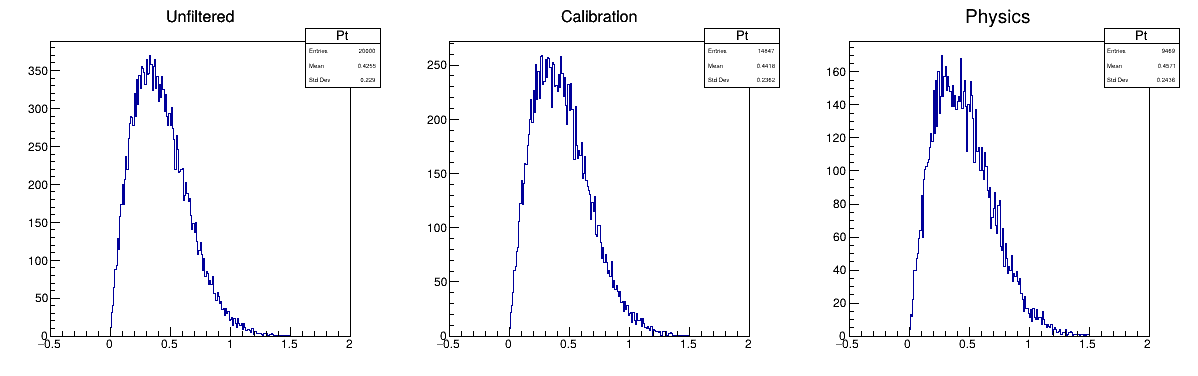 Unfiltered
Pt
Entries 20000
Mean 0.4255
Std Dev 0.229
350
300
250
200
150
100
50
0
−0.5 0 0.5 1 1.5 2
Calibration
Pt
Entries 14847
Mean 0.4418
Std Dev 0.2362
250
200
150
100
50
0
−0.5 0 0.5 1 1.5 2
Physics
Pt
Entries 9469
Mean 0.4571
Std Dev 0.2436
160
140
120
100
80
60
40
20
0
−0.5 0 0.5 1 1.5 2